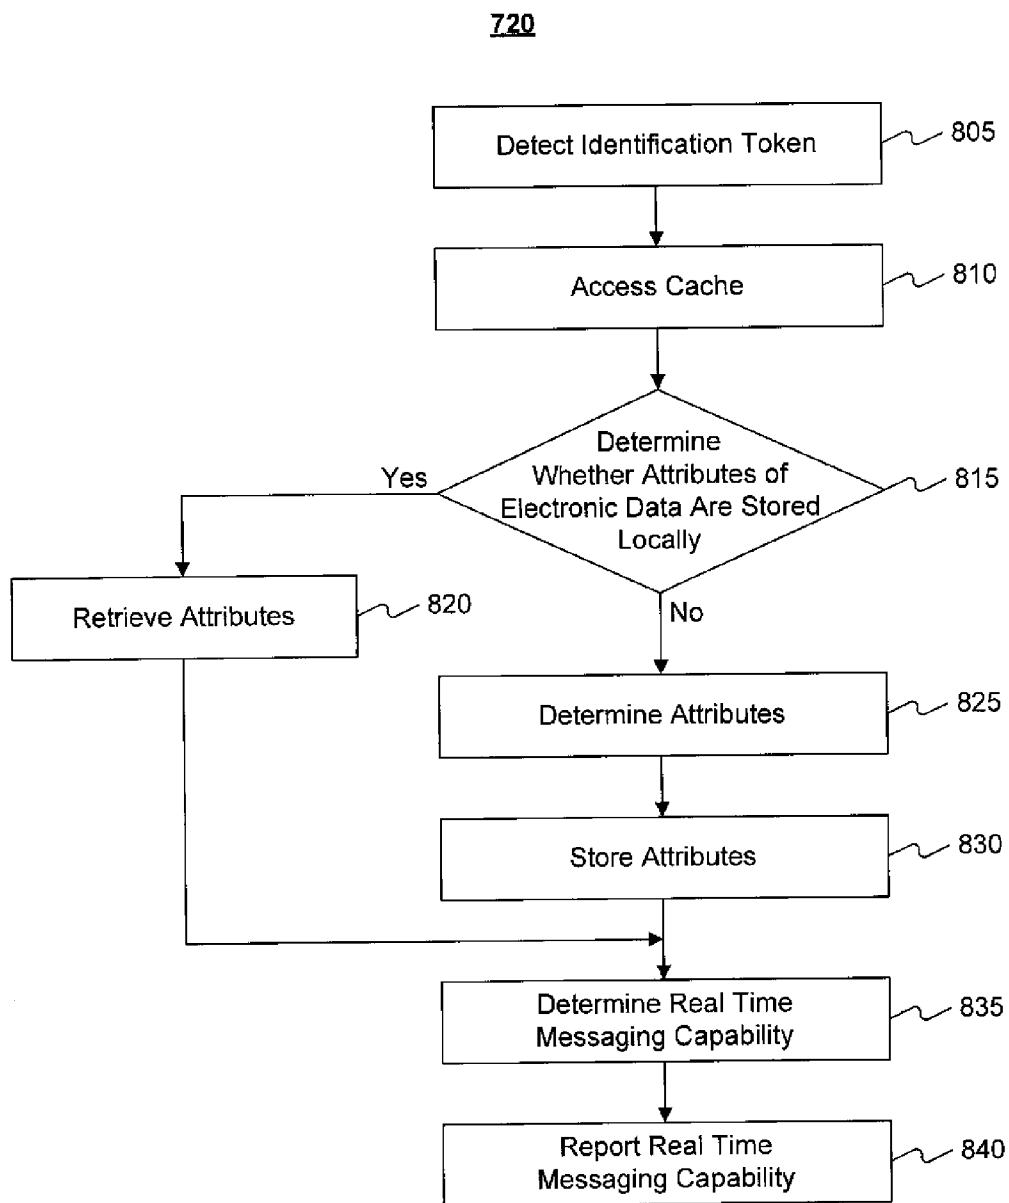 720
Detect Identification Token
805
Access Cache
810
Determine
Whether Attributes of
Electronic Data Are Stored
Locally
815
Yes
Retrieve Attributes
820
No
Determine Attributes
825
Store Attributes
830
Determine Real Time
Messaging Capability
835
Report Real Time
Messaging Capability
840